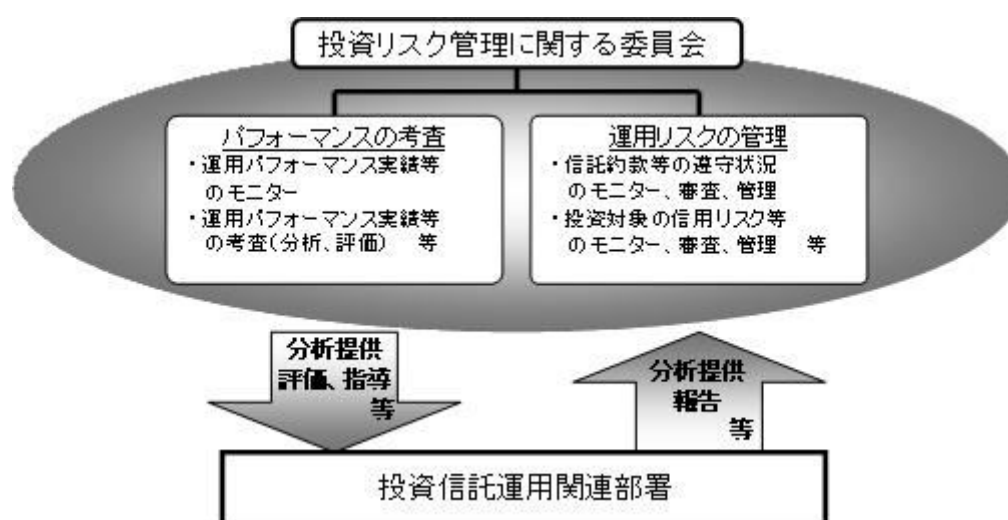 投資リスク管理に関する委員会
パフォーマンスの考査
・運用パフォーマンス実績等
のモニター
・運用パフォーマンス実績等
の考査(分析、評価) 等
運用リスクの管理
・信託約款等の遵守状況
のモニター、審査、管理
・投資対象の信用リスク等
のモニター、審査、管理 等
分析提供
評価、指導
等
分析提供
報告
等
投資信託運用関連部署